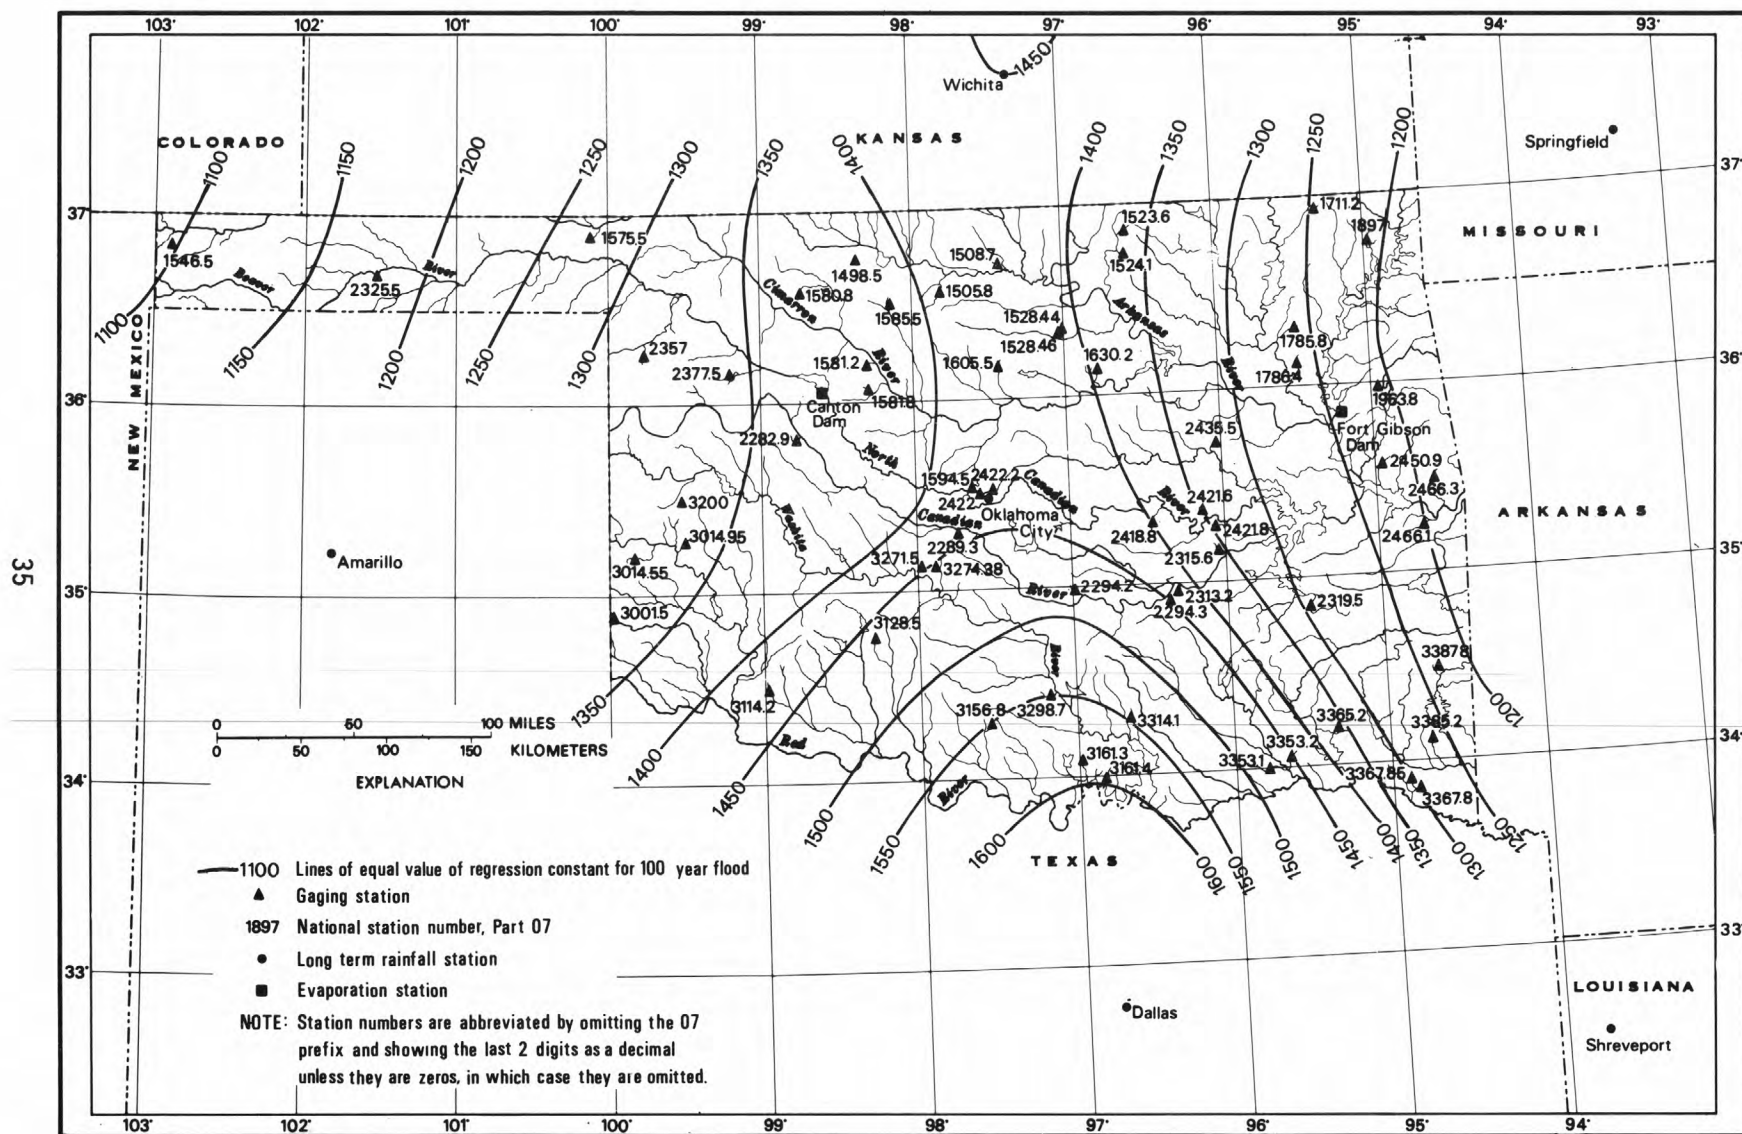 103° 102° 101° 100° 99° 98° 97° 96° 95° 94° 93°
1450
Wichita
COLORADO
KANSAS
Springfield
1100 1150 1200 1250 1300 1350 1400 1400 1350 1300 1250 1200
37° 37°
MISSOURI
1546.5
Beaver
River
2325.5
1575.5
1498.5
1508.7
1523.6
1524.1
1711.2
1897
Cimarron
River
1580.8
1585.5
1505.8
1528.44
1528.46
Arkansas
River
1785.8
1786.4
1100 1150 1200 1250 1300
NEW MEXICO
2357
2377.5
1581.2
1581.8
1605.5
1630.2
36° 36°
Canton
Dam
1963.8
Fort Gibson
Dam
2282.9
North
Canadian
River
2435.5
2450.9
2466.3
2466.1
1594.5
2422.2
2422
Oklahoma
City
2421.6
2421.8
2418.8
2315.6
ARKANSAS
3200
Washita
River
3014.95
3014.55
Amarillo
Canadian
River
2289.3
3271.5
3274.38
35° 35°
35
3001.5
3128.5
2294.2
2313.2
2294.3
2319.5
3387.8
3114.2
3156.8
3298.7
3314.1
3365.2
3385.2
3353.2
3353.1
3161.3
3161.4
3367.85
3367.8
Red
River
1350 1400 1450 1500 1550 1600
1600 1550 1500 1450 1400 1350 1300 1250 1200
34° 34°
TEXAS
0 50 100 MILES
0 50 100 150 KILOMETERS
EXPLANATION
1100 Lines of equal value of regression constant for 100 year flood
Gaging station
1897 National station number, Part 07
Long term rainfall station
Evaporation station
NOTE: Station numbers are abbreviated by omitting the 07
prefix and showing the last 2 digits as a decimal
unless they are zeros, in which case they are omitted.
33° 33°
LOUISIANA
Dallas
Shreveport
103° 102° 101° 100° 99° 98° 97° 96° 95° 94°